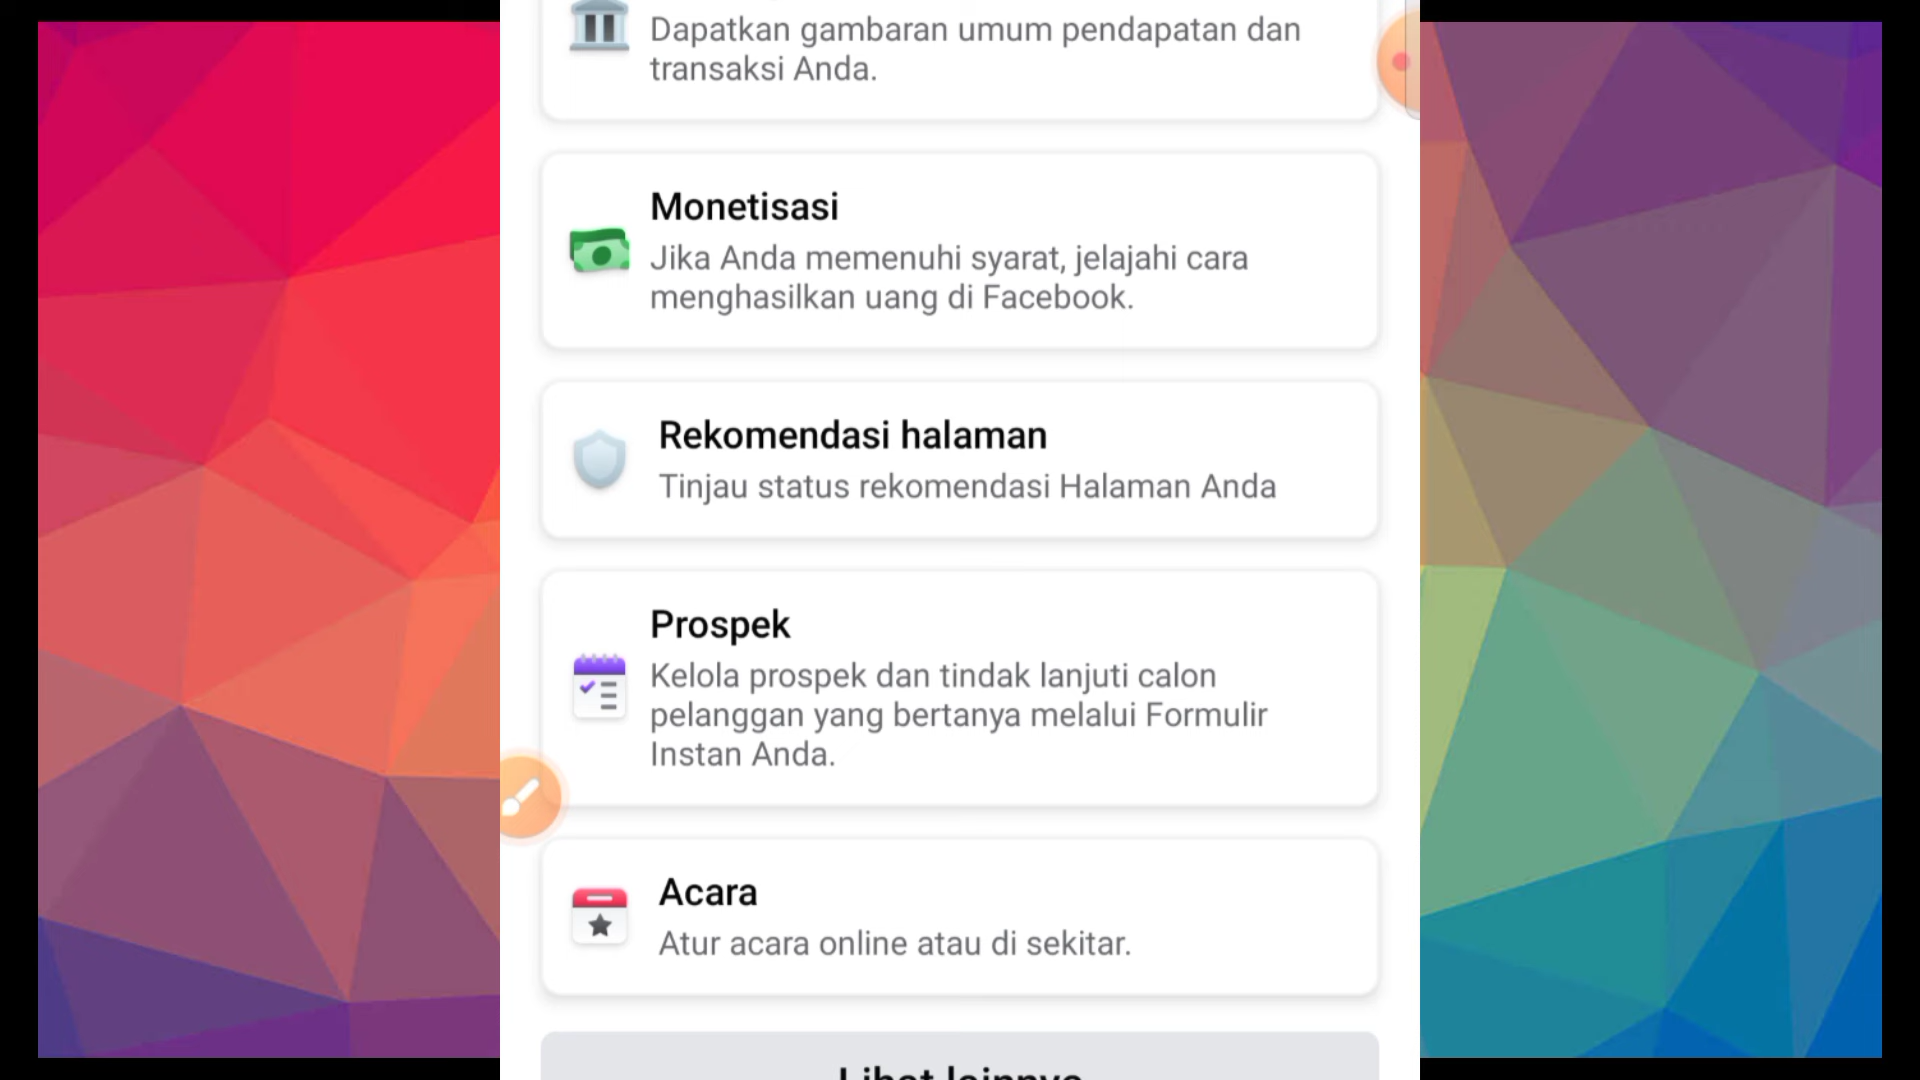 Dapatkan gambaran umum pendapatan dan
transaksi Anda.
Monetisasi
Jika Anda memenuhi syarat, jelajahi cara
menghasilkan uang di Facebook.
Rekomendasi halaman
Tinjau status rekomendasi Halaman Anda
Prospek
Kelola prospek dan tindak lanjuti calon
pelanggan yang bertanya melalui Formulir
Instan Anda.
Acara
Atur acara online atau di sekitar.
Lihat lainnya